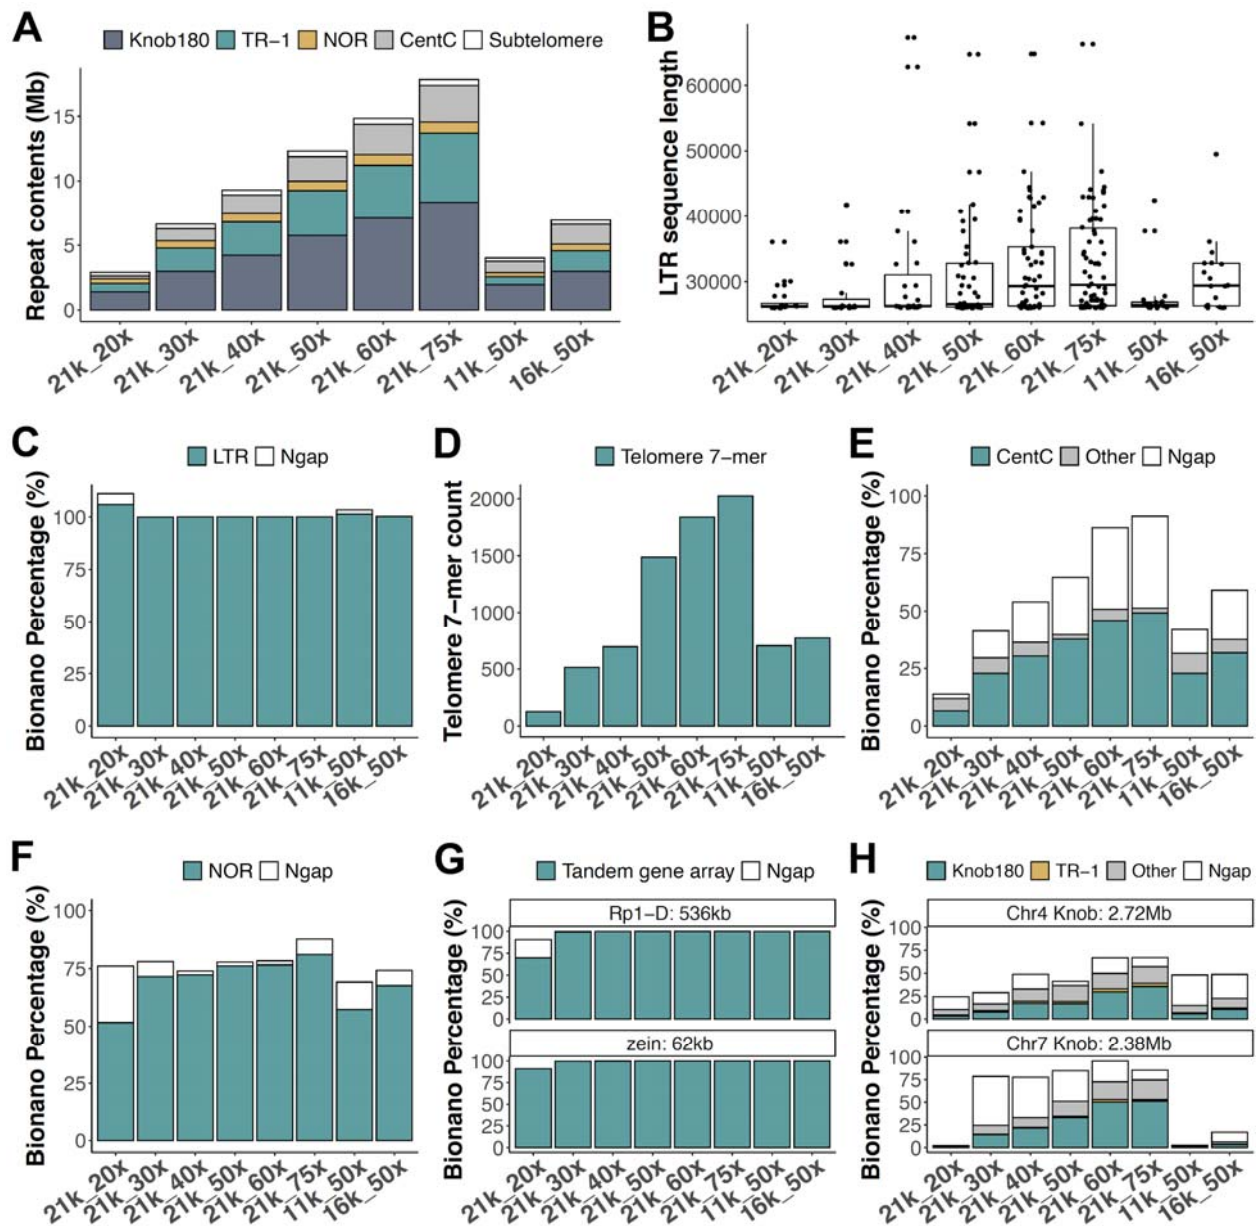 A
Knob180 TR-1 NOR CentC Subtelomere
Repeat contents (Mb)
15
10
5
0
21k_20x 21k_30x 21k_40x 21k_50x 21k_60x 21k_75x 11k_50x 16k_50x
B
LTR sequence length
60000
50000
40000
30000
21k_20x 21k_30x 21k_40x 21k_50x 21k_60x 21k_75x 11k_50x 16k_50x
C
LTR Ngap
Bionano Percentage (%)
100
75
50
25
0
21k_20x 21k_30x 21k_40x 21k_50x 21k_60x 21k_75x 11k_50x 16k_50x
D
Telomere 7-mer
Telomere 7-mer count
2000
1500
1000
500
0
21k_20x 21k_30x 21k_40x 21k_50x 21k_60x 21k_75x 11k_50x 16k_50x
E
CentC Other Ngap
Bionano Percentage (%)
100
75
50
25
0
21k_20x 21k_30x 21k_40x 21k_50x 21k_60x 21k_75x 11k_50x 16k_50x
F
NOR Ngap
Bionano Percentage (%)
100
75
50
25
0
21k_20x 21k_30x 21k_40x 21k_50x 21k_60x 21k_75x 11k_50x 16k_50x
G
Tandem gene array Ngap
Bionano Percentage (%)
Rp1-D: 536kb
100
75
50
25
0
zein: 62kb
100
75
50
25
0
21k_20x 21k_30x 21k_40x 21k_50x 21k_60x 21k_75x 11k_50x 16k_50x
H
Knob180 TR-1 Other Ngap
Bionano Percentage (%)
Chr4 Knob: 2.72Mb
100
75
50
25
0
Chr7 Knob: 2.38Mb
100
75
50
25
0
21k_20x 21k_30x 21k_40x 21k_50x 21k_60x 21k_75x 11k_50x 16k_50x